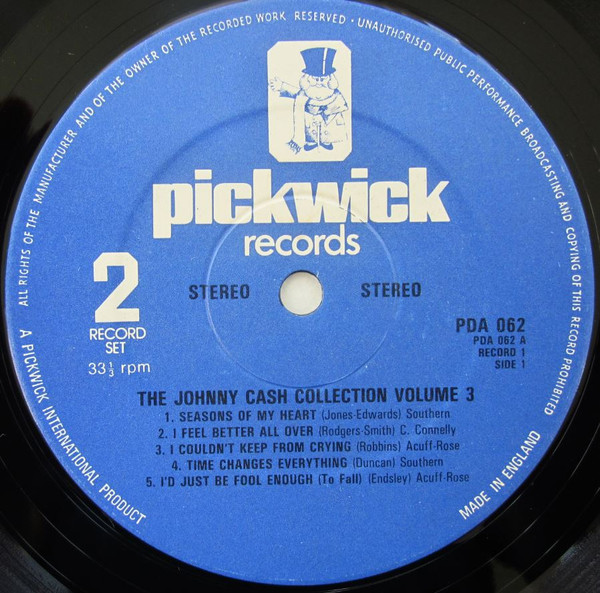 ALL RIGHTS OF THE MANUFACTURER AND OF THE OWNER OF THE RECORDED WORK RESERVED • UNAUTHORISED PUBLIC PERFORMANCE BROADCASTING AND COPYING OF THIS RECORD PROHIBITED
pickwick
records
2
RECORD
SET
33⅓ rpm
STEREO STEREO
PDA 062
PDA 062 A
RECORD 1
SIDE 1
THE JOHNNY CASH COLLECTION VOLUME 3
1. SEASONS OF MY HEART (Jones-Edwards) Southern
2. I FEEL BETTER ALL OVER (Rodgers-Smith) C. Connelly
3. I COULDN'T KEEP FROM CRYING (Robbins) Acuff-Rose
4. TIME CHANGES EVERYTHING (Duncan) Southern
5. I'D JUST BE FOOL ENOUGH (To Fall) (Endsley) Acuff-Rose
A PICKWICK INTERNATIONAL PRODUCT
MADE IN ENGLAND